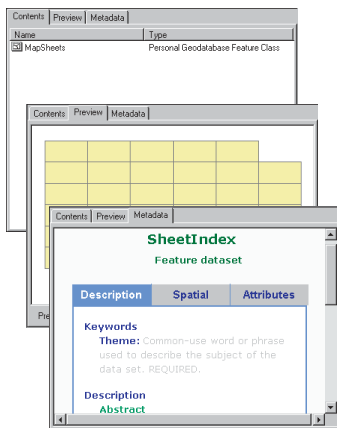 Contents Preview Metadata
Name Type
MapSheets Personal Geodatabase Feature Class
Contents Preview Metadata
Pre
Contents Preview Metadata
SheetIndex
Feature dataset
Description Spatial Attributes
Keywords
Theme: Common-use word or phrase
used to describe the subject of the
data set. REQUIRED.
Description
Abstract